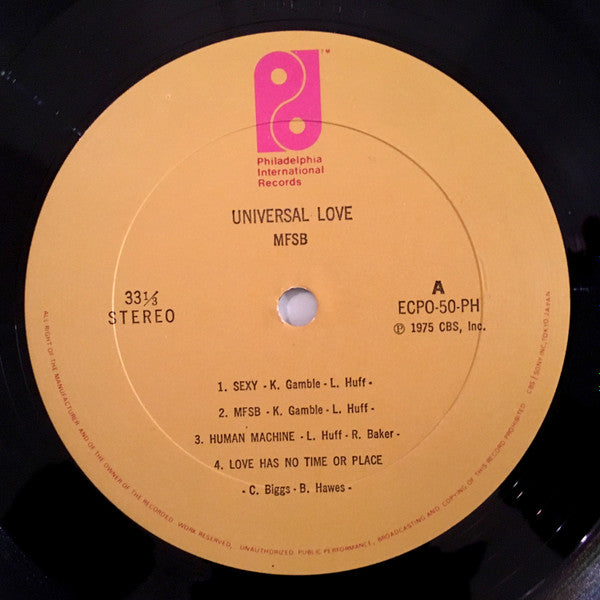 TM
Philadelphia
International
Records
UNIVERSAL LOVE
MFSB
33⅓
STEREO
A
ECPO-50-PH
Ⓟ 1975 CBS, Inc.
1. SEXY - K. Gamble - L. Huff -
2. MFSB - K. Gamble - L. Huff -
3. HUMAN MACHINE - L. Huff - R. Baker -
4. LOVE HAS NO TIME OR PLACE
- C. Biggs - B. Hawes -
ALL RIGHT OF THE MANUFACTURER AND OF THE OWNER OF THE RECORDED WORK RESERVED, UNAUTHORIZED PUBLIC PERFORMANCE, BROADCASTING AND COPYING OF THIS RECORD PROHIBITED CBS/SONY INC. TOKYO JAPAN